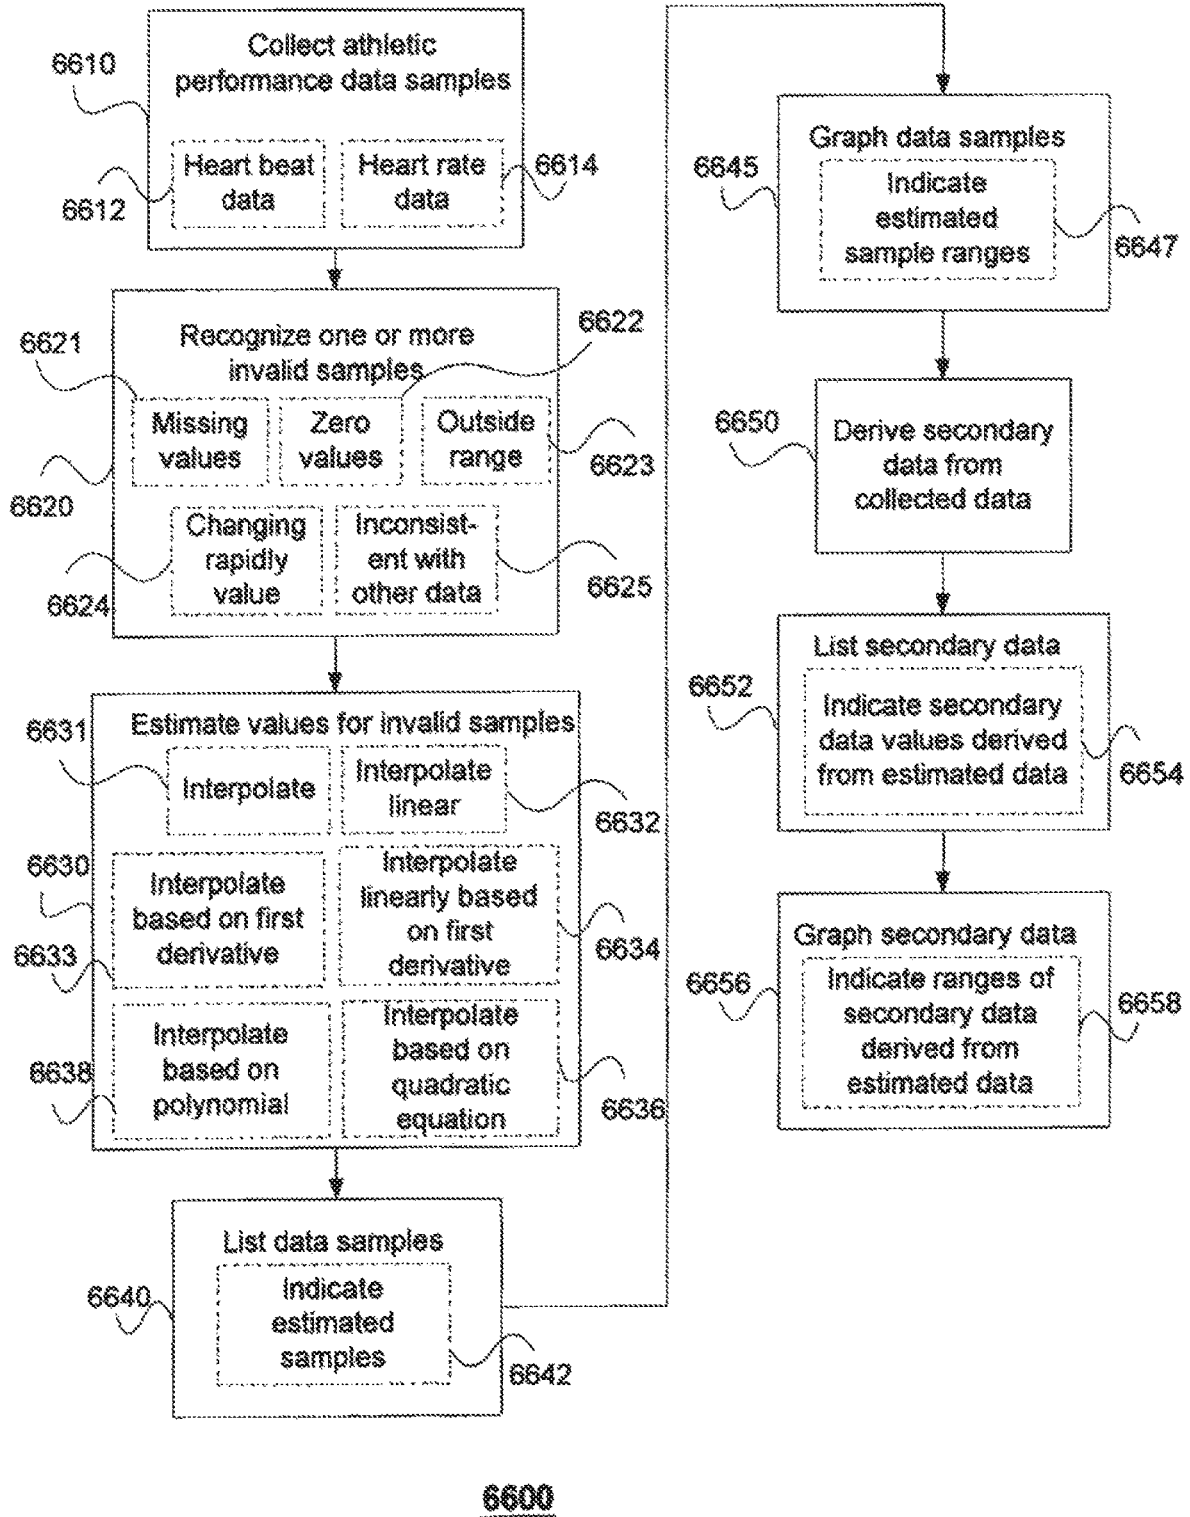 Collect athletic
performance data samples
6610
Heart beat
data
Heart rate
data
6614
6612
Recognize one or more
invalid samples
6621
6622
Missing
values
Zero
values
Outside
range
6623
6620
Changing
rapidly
value
Inconsist-
ent with
other data
6624
6625
Estimate values for invalid samples
6631
Interpolate
Interpolate
linear
6632
6630
Interpolate
based on first
derivative
Interpolate
linearly based
on first
derivative
6633
6634
Interpolate
based on
polynomial
Interpolate
based on
quadratic
equation
6638
6636
List data samples
6640
Indicate
estimated
samples
6642
Graph data samples
6645
Indicate
estimated
sample ranges
6647
6650
Derive secondary
data from
collected data
List secondary data
6652
Indicate secondary
data values derived
from estimated data
6654
Graph secondary data
6656
Indicate ranges of
secondary data
derived from
estimated data
6658
6600